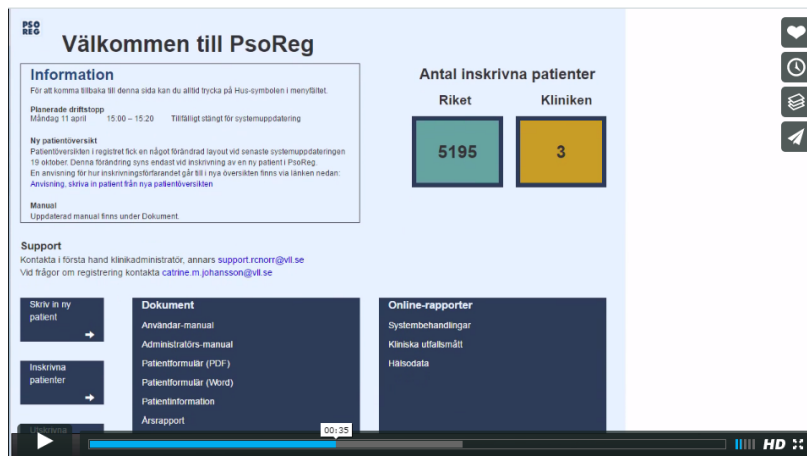 PSO
REG
Välkommen till PsoReg
Information
För att komma tillbaka till denna sida kan du alltid trycka på Hus-symbolen i menyfältet.
Planerade driftstopp
Måndag 11 april 15:00 – 15:20 Tillfälligt stängt för systemuppdatering
Ny patientöversikt
Patientöversikten i registret fick en något förändrad layout vid senaste systemuppdateringen
19 oktober. Denna förändring syns endast vid inskrivning av en ny patient i PsoReg.
En anvisning för hur inskrivningsförfarandet går till i nya översikten finns via länken nedan:
Anvisning, skriva in patient från nya patientöversikten
Manual
Uppdaterad manual finns under Dokument.
Antal inskrivna patienter
Riket Kliniken
5195 3
Support
Kontakta i första hand klinikadministratör, annars support.rcnorr@vll.se
Vid frågor om registrering kontakta catrine.m.johansson@vll.se
Skriv in ny
patient
Inskrivna
patienter
Utskrivna
Dokument
Användar-manual
Administratörs-manual
Patientformulär (PDF)
Patientformulär (Word)
Patientinformation
Årsrapport
Online-rapporter
Systembehandlingar
Kliniska utfallsmått
Hälsodata
00:35
HD